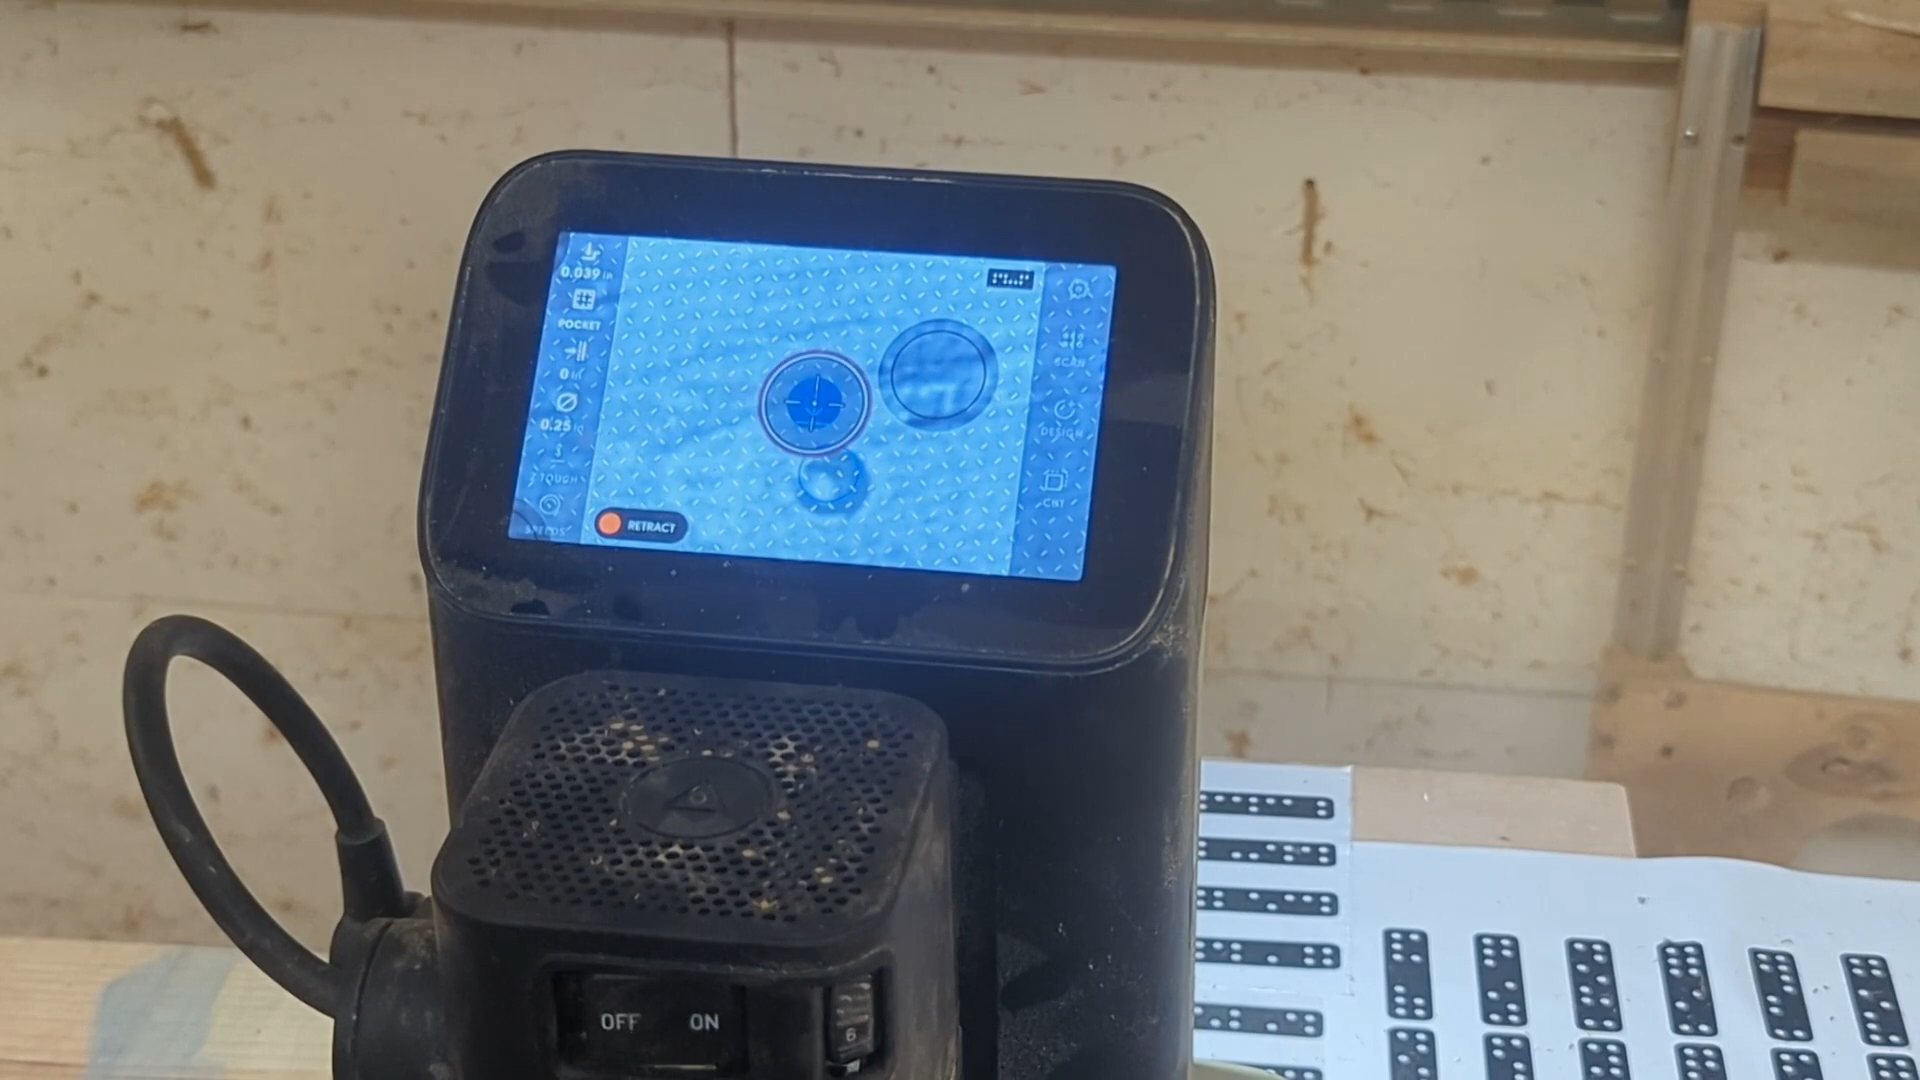 0.039 in
POCKET
0 in
0.25 in
TOUCH
SPEEDS
RETRACT
SCAN
DESIGN
CUT
OFF ON
6